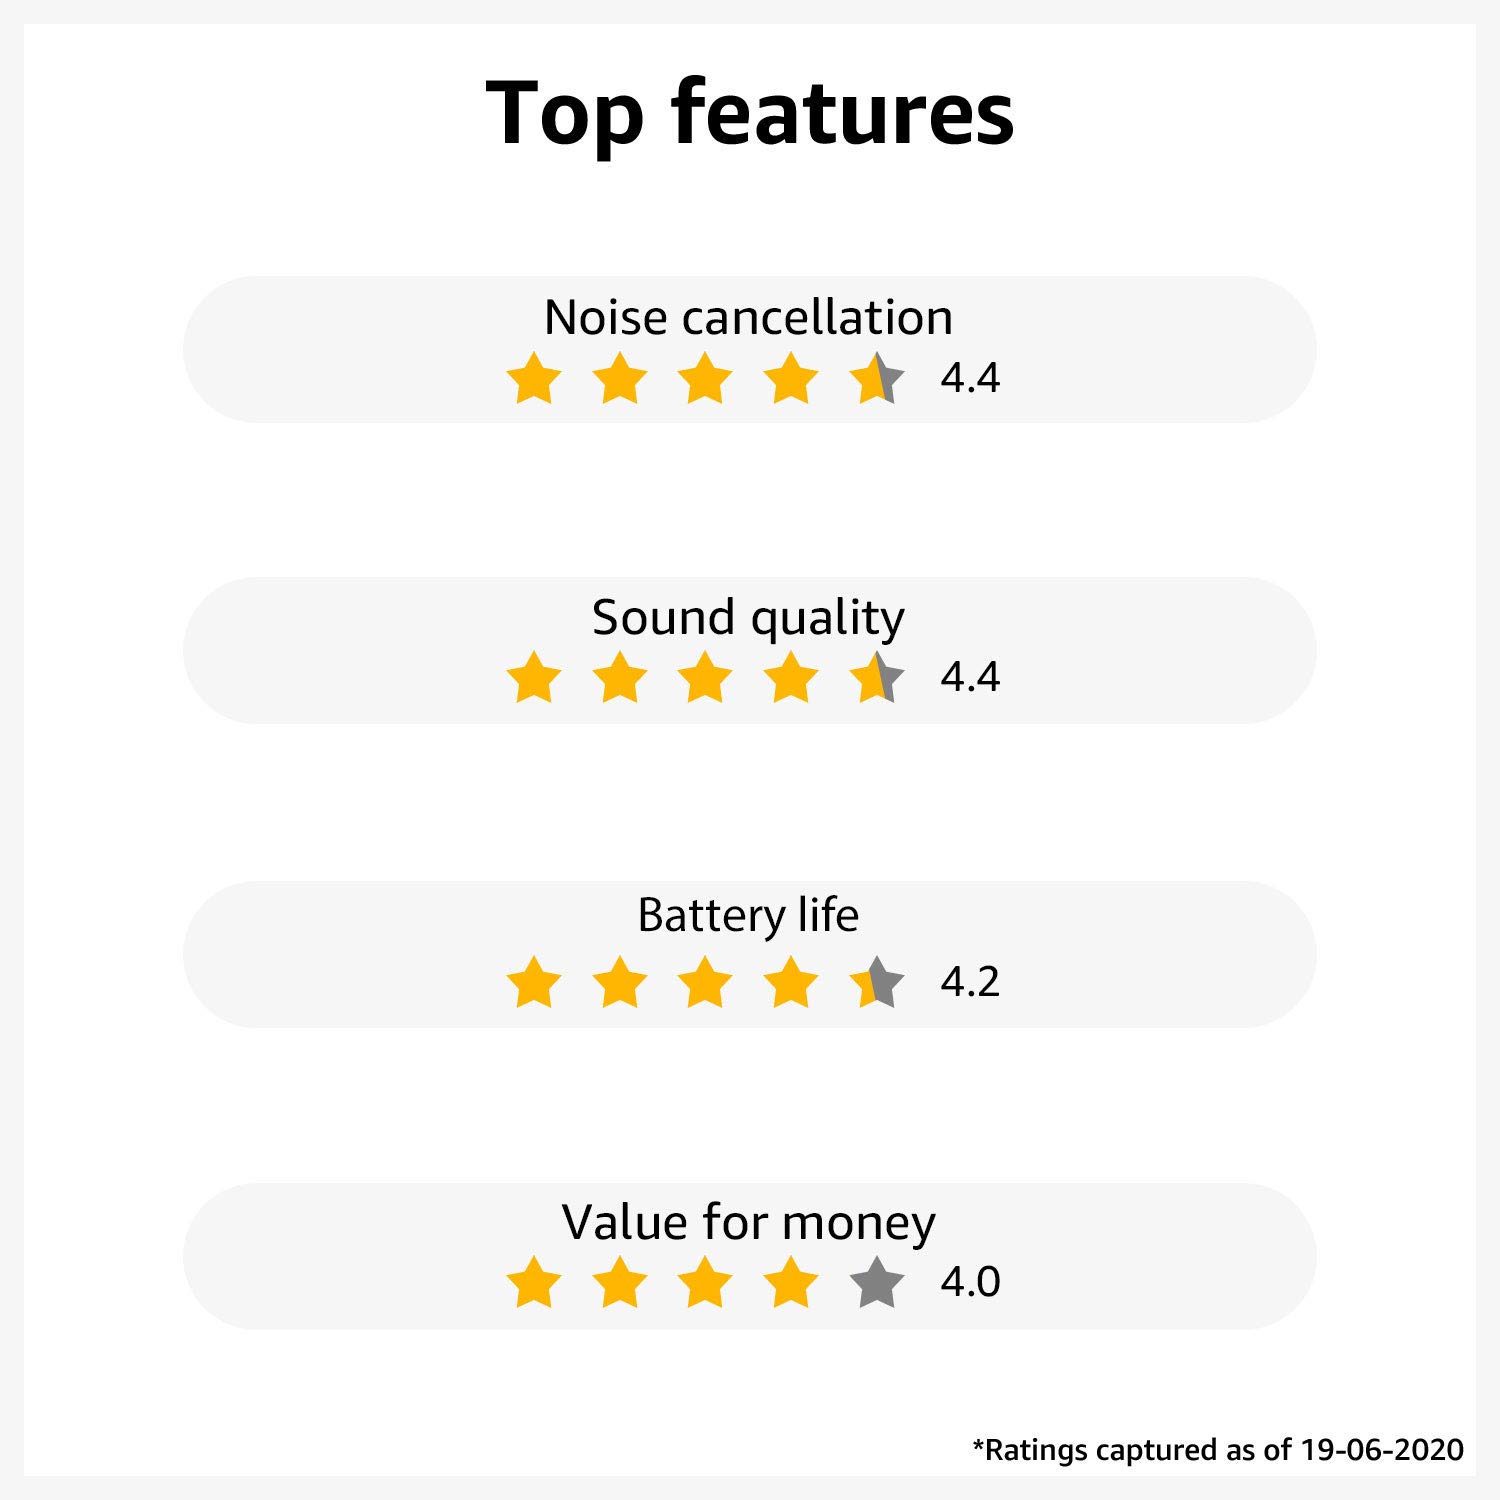 Top features
Noise cancellation
4.4
Sound quality
4.4
Battery life
4.2
Value for money
4.0
*Ratings captured as of 19-06-2020